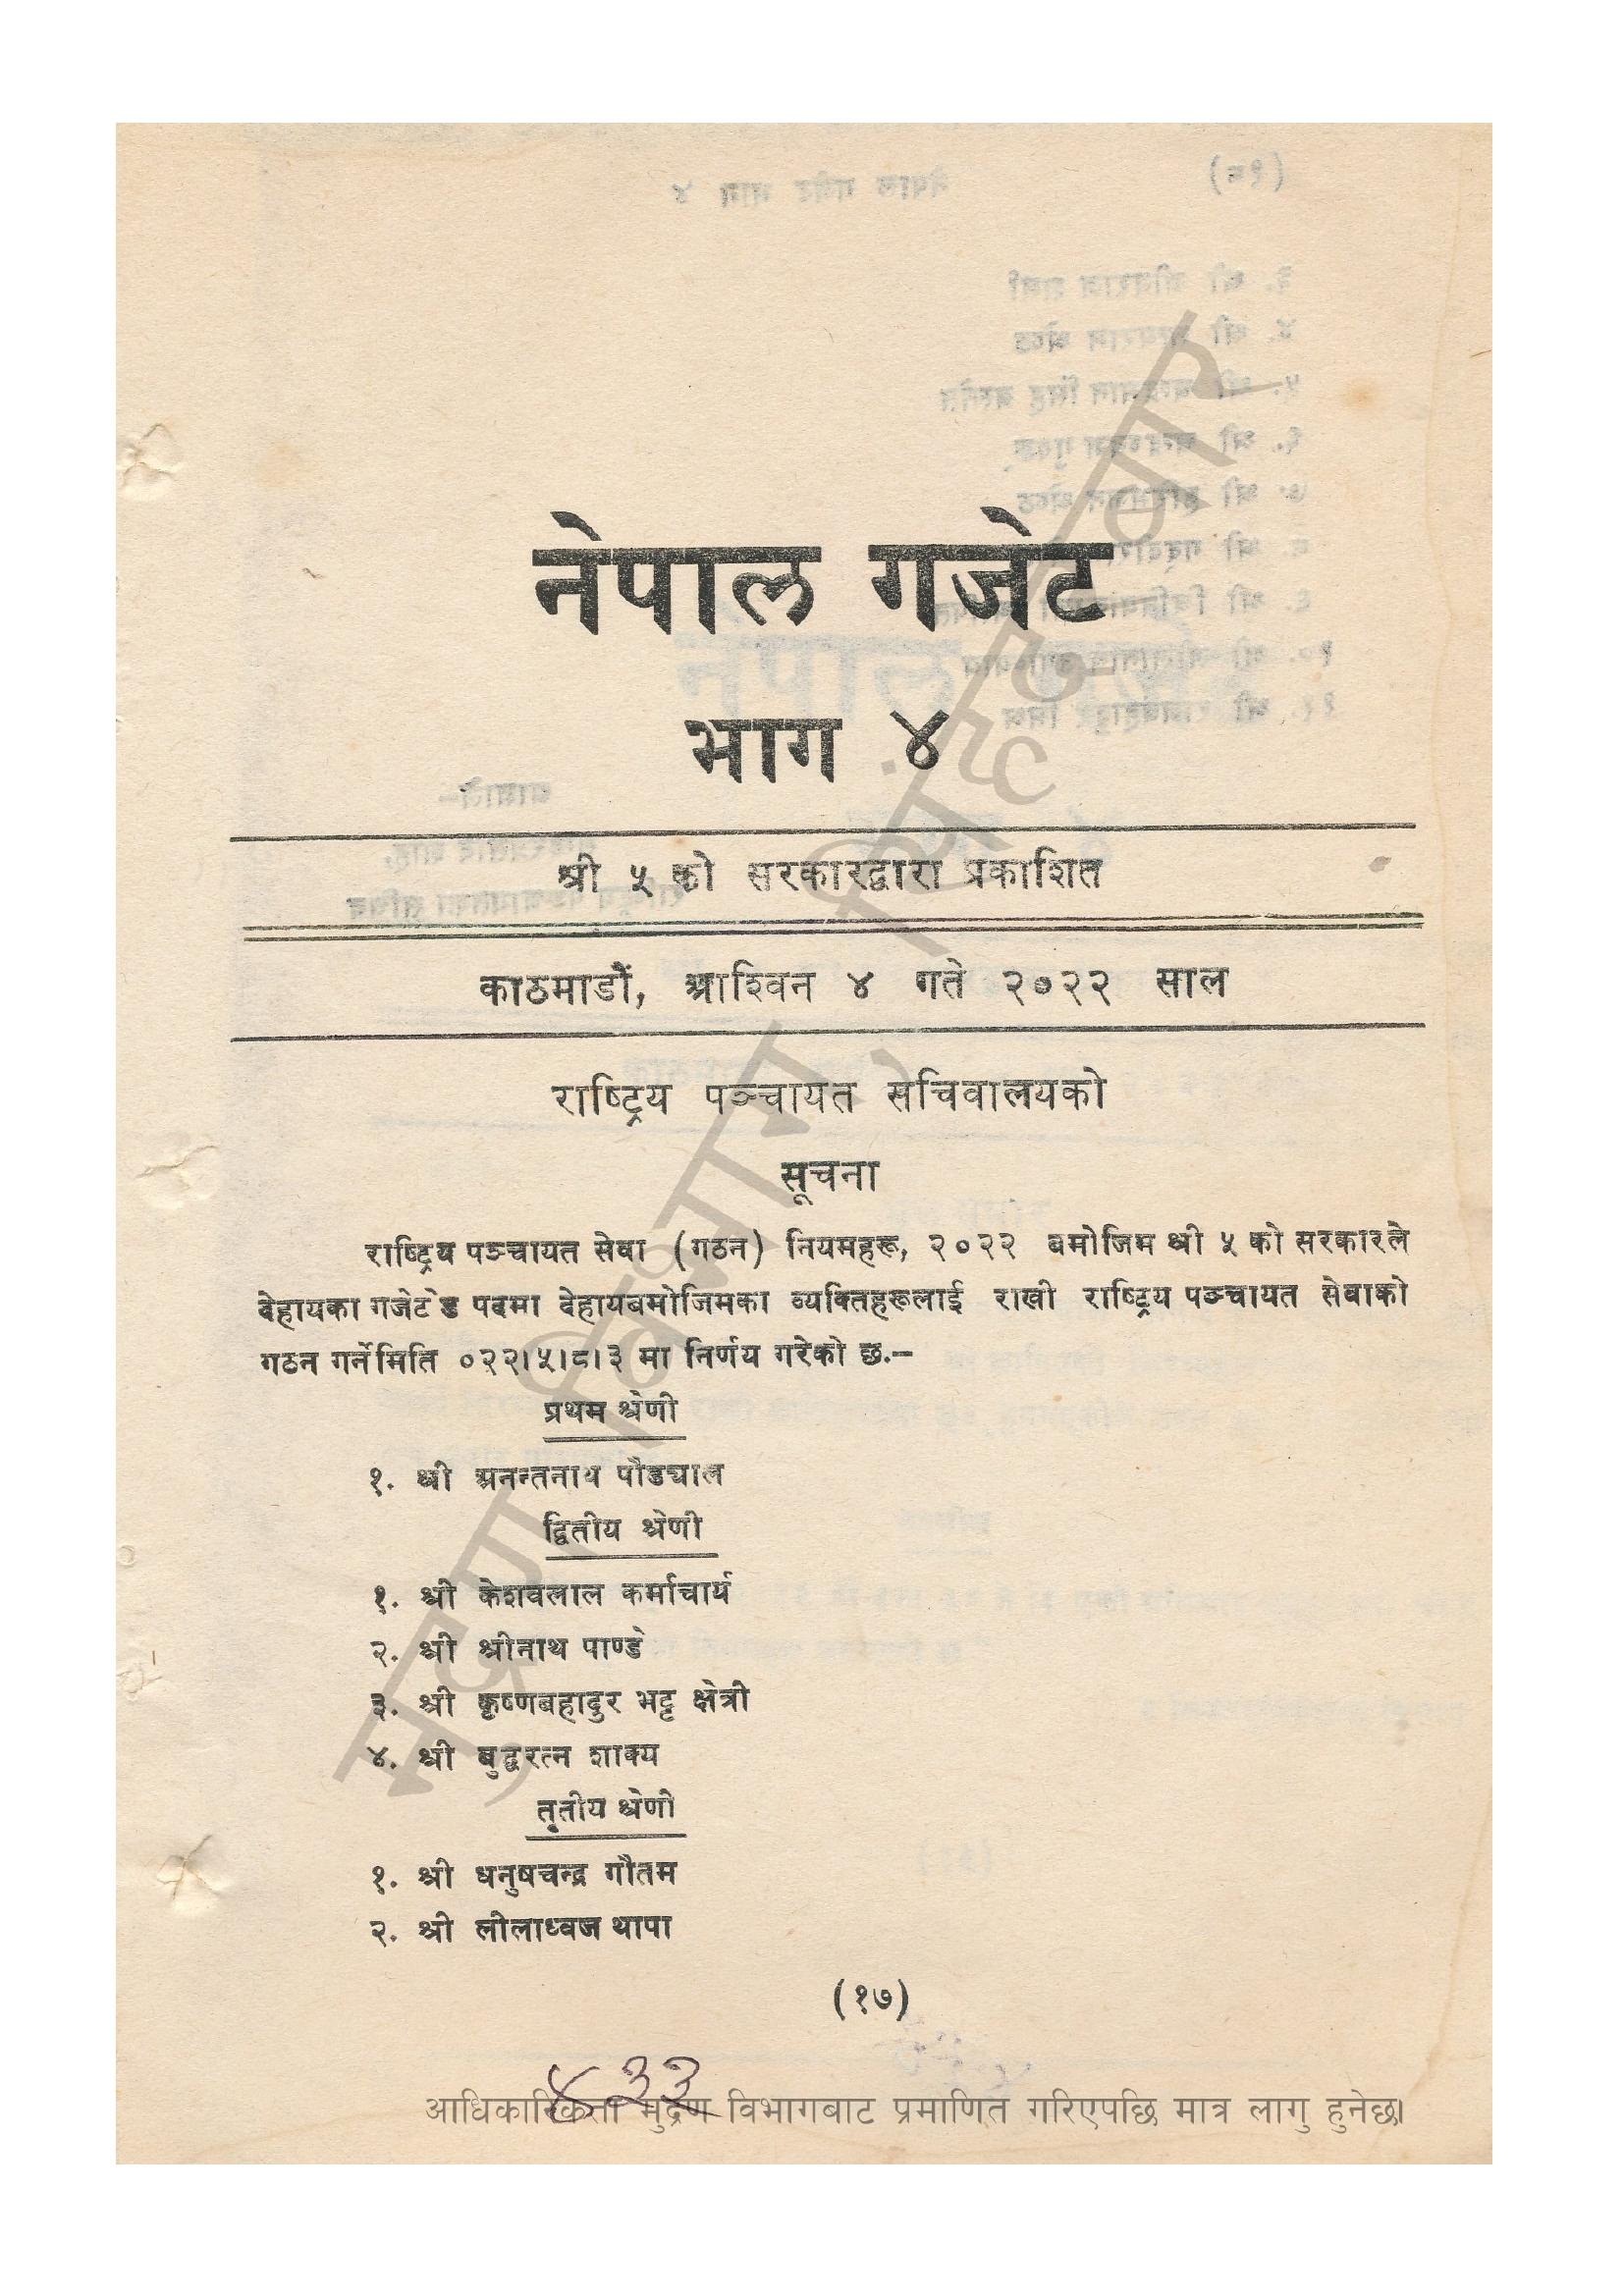 नेपाल गजेट
भाग ४
श्री ५ को सरकारद्वारा प्रकाशित
काठमाडौं, आश्विन ४ गते २०२२ साल
राष्ट्रिय पञ्चायत सचिवालयको
सूचना
राष्ट्रिय पञ्चायत सेवा (गठन) नियमहरू, २०२२ बमोजिम श्री ५ को सरकारले
देहायका गजेटेड पदमा देहायबमोजिमका व्यक्तिहरूलाई राखी राष्ट्रिय पञ्चायत सेवाको
गठन गर्ने मिति ०२२।५।८।३ मा निर्णय गरेको छ.–
प्रथम श्रेणी
१. श्री अनन्तनाथ पौड्याल
द्वितीय श्रेणी
१. श्री केशवलाल कर्माचार्य
२. श्री श्रीनाथ पाण्डे
३. श्री कृष्णबहादुर भट्ट क्षेत्री
४. श्री बुद्धरत्न शाक्य
तृतीय श्रेणी
१. श्री धनुषचन्द्र गौतम
२. श्री लीलाध्वज थापा
(१७)
४३३
आधिकारिकता मुद्रण विभागबाट प्रमाणित गरिएपछि मात्र लागु हुनेछ।
मुद्रण विभाग, सिंहदरबार